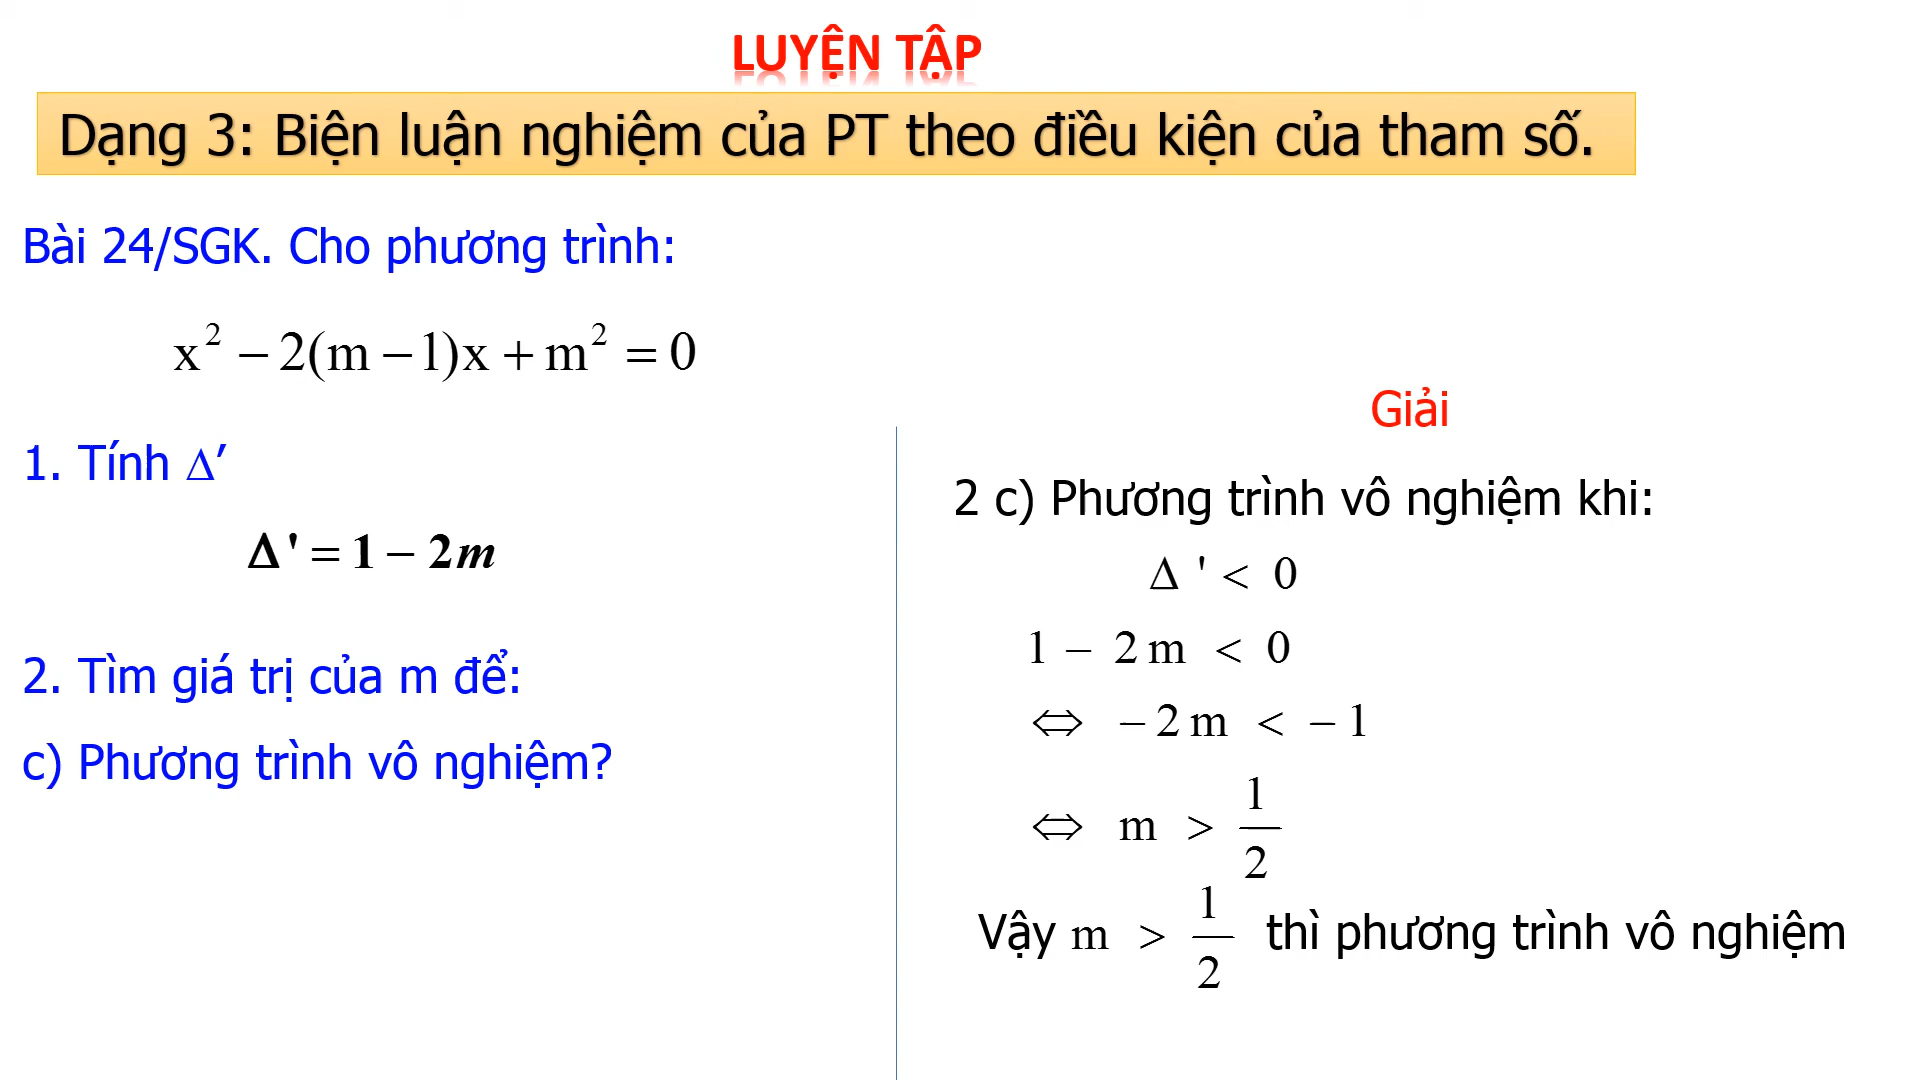 LUYỆN TẬP
Dạng 3: Biện luận nghiệm của PT theo điều kiện của tham số.
Bài 24/SGK. Cho phương trình:
x² − 2(m − 1)x + m² = 0
1. Tính Δ′
Δ' = 1 − 2m
2. Tìm giá trị của m để:
c) Phương trình vô nghiệm?
Giải
2 c) Phương trình vô nghiệm khi:
Δ ' < 0
1 − 2m < 0
⇔ −2m < −1
⇔ m > 1/2
Vậy m > 1/2 thì phương trình vô nghiệm